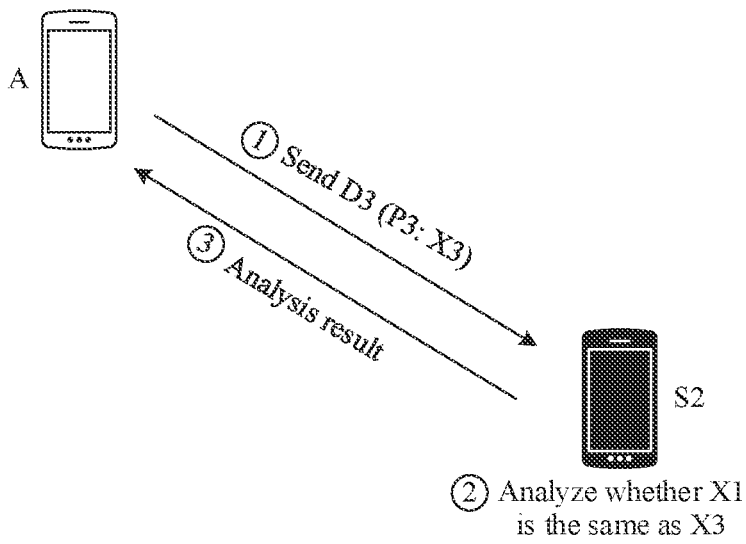 A
① Send D3 (P3: X3)
③ Analysis result
S2
② Analyze whether X1
is the same as X3